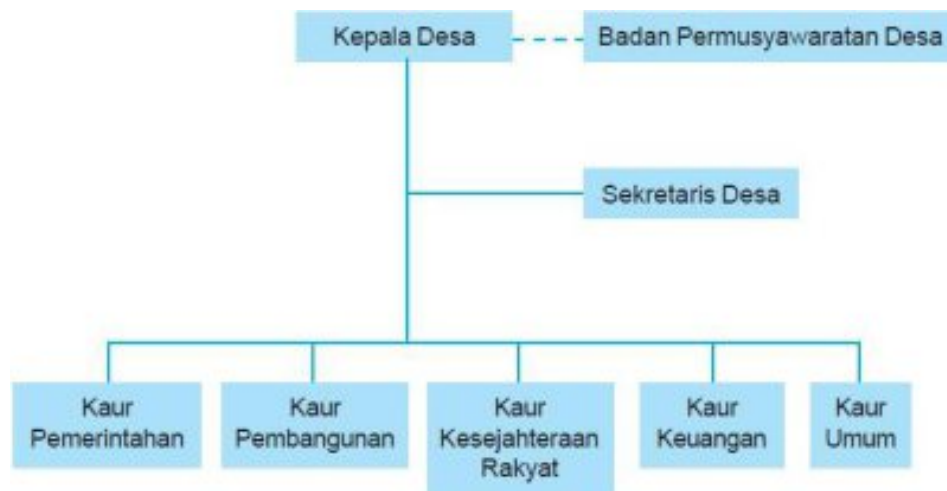 Kepala Desa
Badan Permusyawaratan Desa
Sekretaris Desa
Kaur
Pemerintahan
Kaur
Pembangunan
Kaur
Kesejahteraan
Rakyat
Kaur
Keuangan
Kaur
Umum